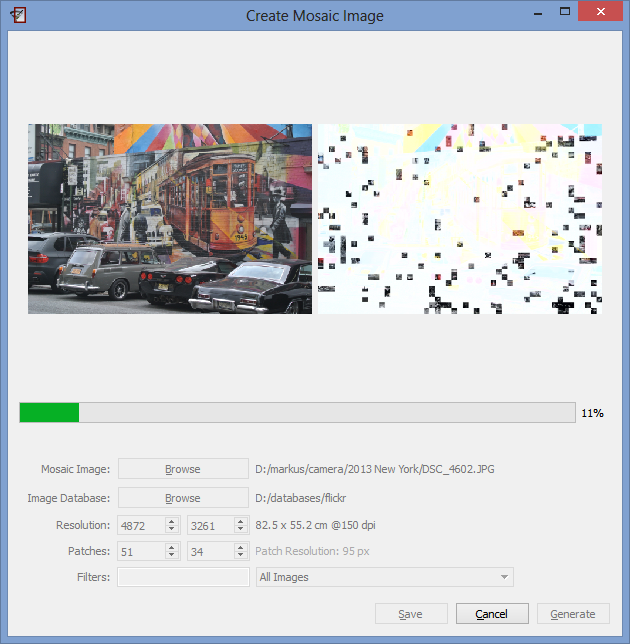 Create Mosaic Image
11%
Mosaic Image: Browse D:/markus/camera/2013 New York/DSC_4602.JPG
Image Database: Browse D:/databases/flickr
Resolution: 4872 3261 82.5 x 55.2 cm @150 dpi
Patches: 51 34 Patch Resolution: 95 px
Filters: All Images
Save Cancel Generate